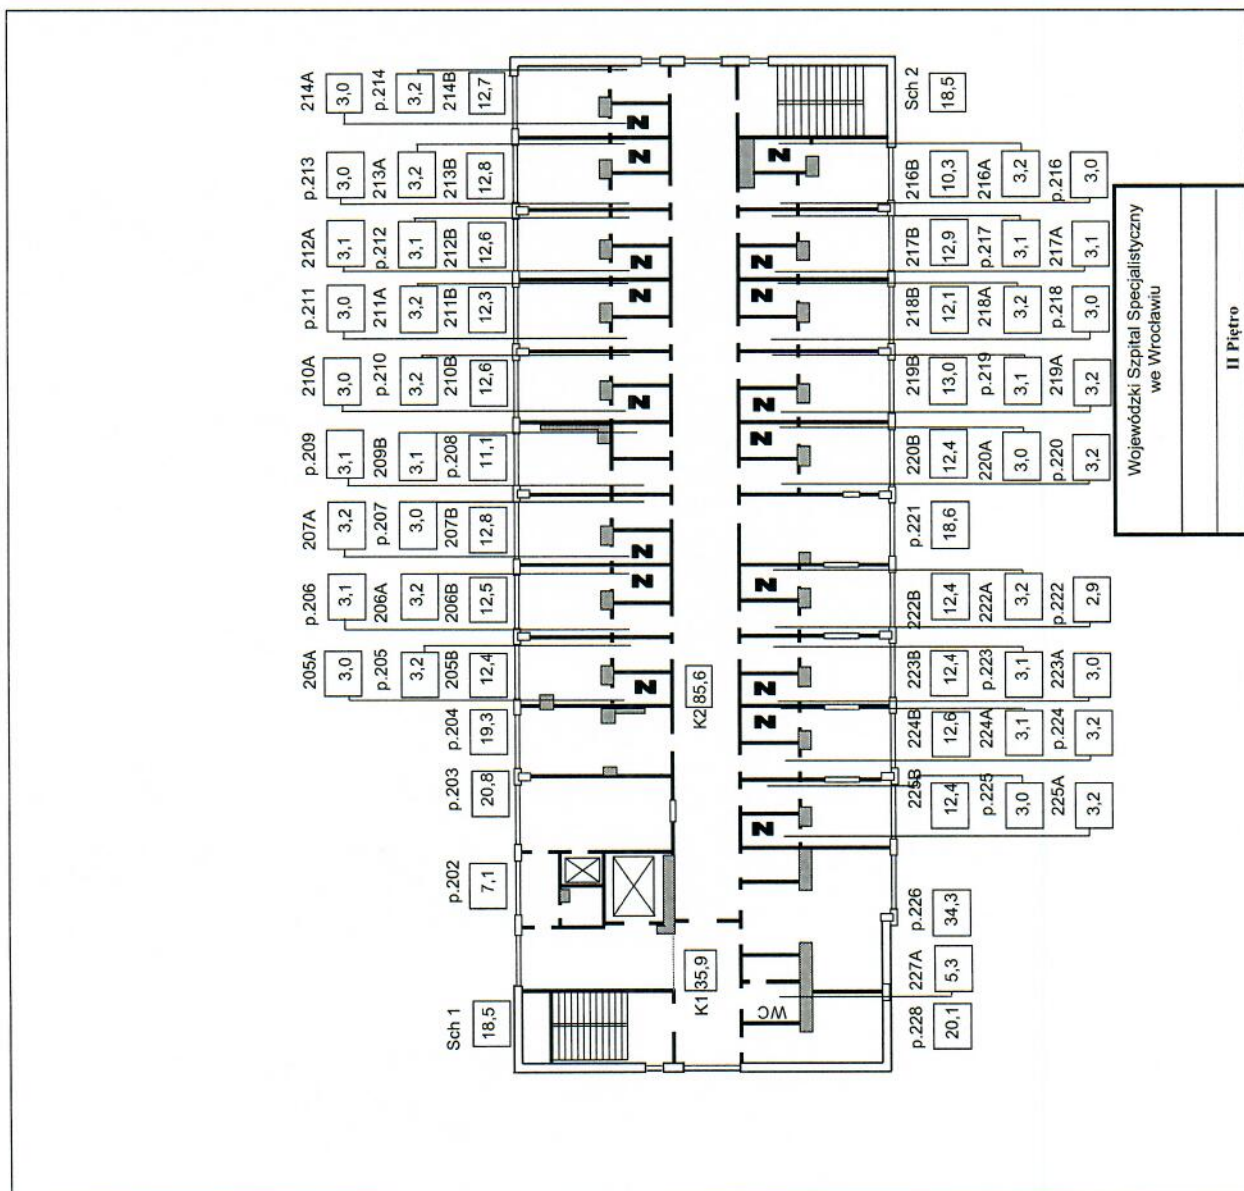 Sch 1
18,5
p.202
7,1
p.203
20,8
p.204
19,3
205A
3,0
p.205
3,2
205B
12,4
p.206
3,1
206A
3,2
206B
12,5
207A
3,2
p.207
3,0
207B
12,8
p.209
3,1
209B
3,1
p.208
11,1
210A
3,0
p.210
3,2
210B
12,6
p.211
3,0
211A
3,2
211B
12,3
212A
3,1
p.212
3,1
212B
12,6
p.213
3,0
213A
3,2
213B
12,8
214A
3,0
p.214
3,2
214B
12,7
N
N
N
N
N
N
N
N
K1 35,9
K2 85,6
WC
N
N
N
N
N
N
N
N
N
p.228
20,1
227A
5,3
p.226
34,3
225B
12,4
p.225
3,0
225A
3,2
224B
12,6
224A
3,1
p.224
3,2
223B
12,4
p.223
3,1
223A
3,0
222B
12,4
222A
3,2
p.222
2,9
p.221
18,6
220B
12,4
220A
3,0
p.220
3,2
219B
13,0
p.219
3,1
219A
3,2
218B
12,1
218A
3,2
p.218
3,0
217B
12,9
p.217
3,1
217A
3,1
216B
10,3
216A
3,2
p.216
3,0
Sch 2
18,5
Wojewódzki Szpital Specjalistyczny
we Wrocławiu
II Piętro